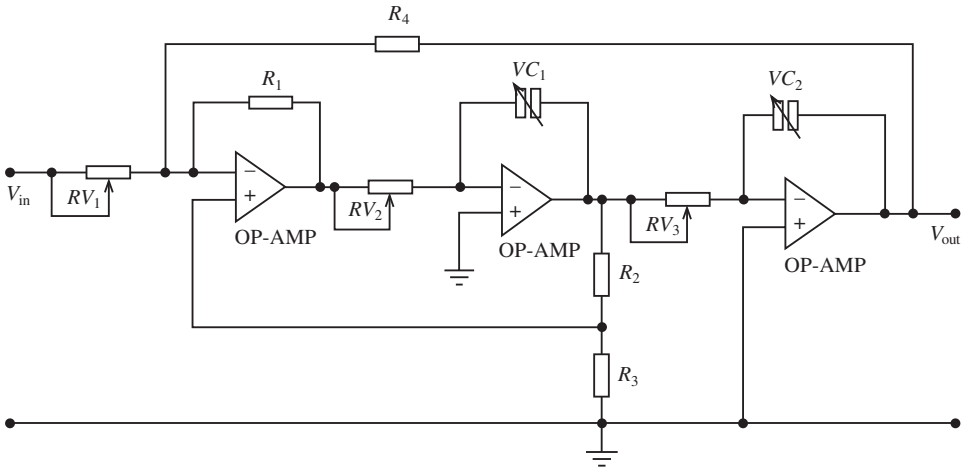 R4
R1
VC1
VC2
Vin
RV1
− +
OP-AMP
RV2
− +
OP-AMP
RV3
− +
OP-AMP
Vout
R2
R3